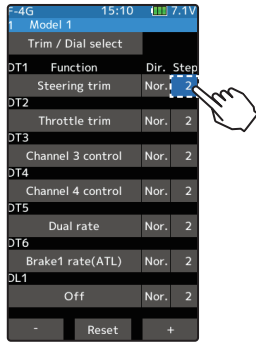 F-4G 15:10 7.1V
1 Model 1
Trim / Dial select
DT1 Function Dir. Step
Steering trim Nor. 2
DT2
Throttle trim Nor. 2
DT3
Channel 3 control Nor. 2
DT4
Channel 4 control Nor. 2
DT5
Dual rate Nor. 2
DT6
Brake1 rate(ATL) Nor. 2
DL1
Off Nor. 2
- Reset +